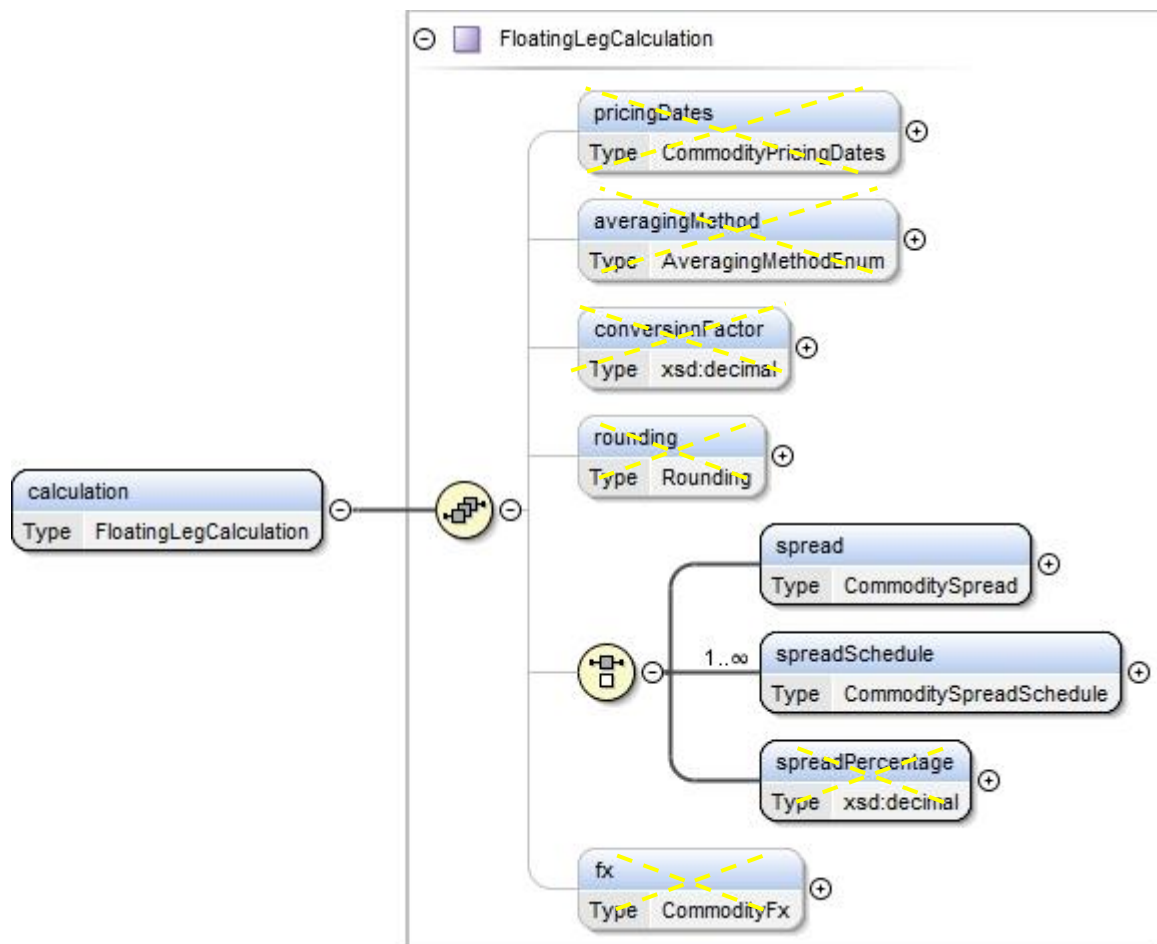 FloatingLegCalculation
pricingDates
Type CommodityPricingDates
averagingMethod
Type AveragingMethodEnum
conversionFactor
Type xsd:decimal
rounding
Type Rounding
calculation
Type FloatingLegCalculation
spread
Type CommoditySpread
1..∞
spreadSchedule
Type CommoditySpreadSchedule
spreadPercentage
Type xsd:decimal
fx
Type CommodityFx